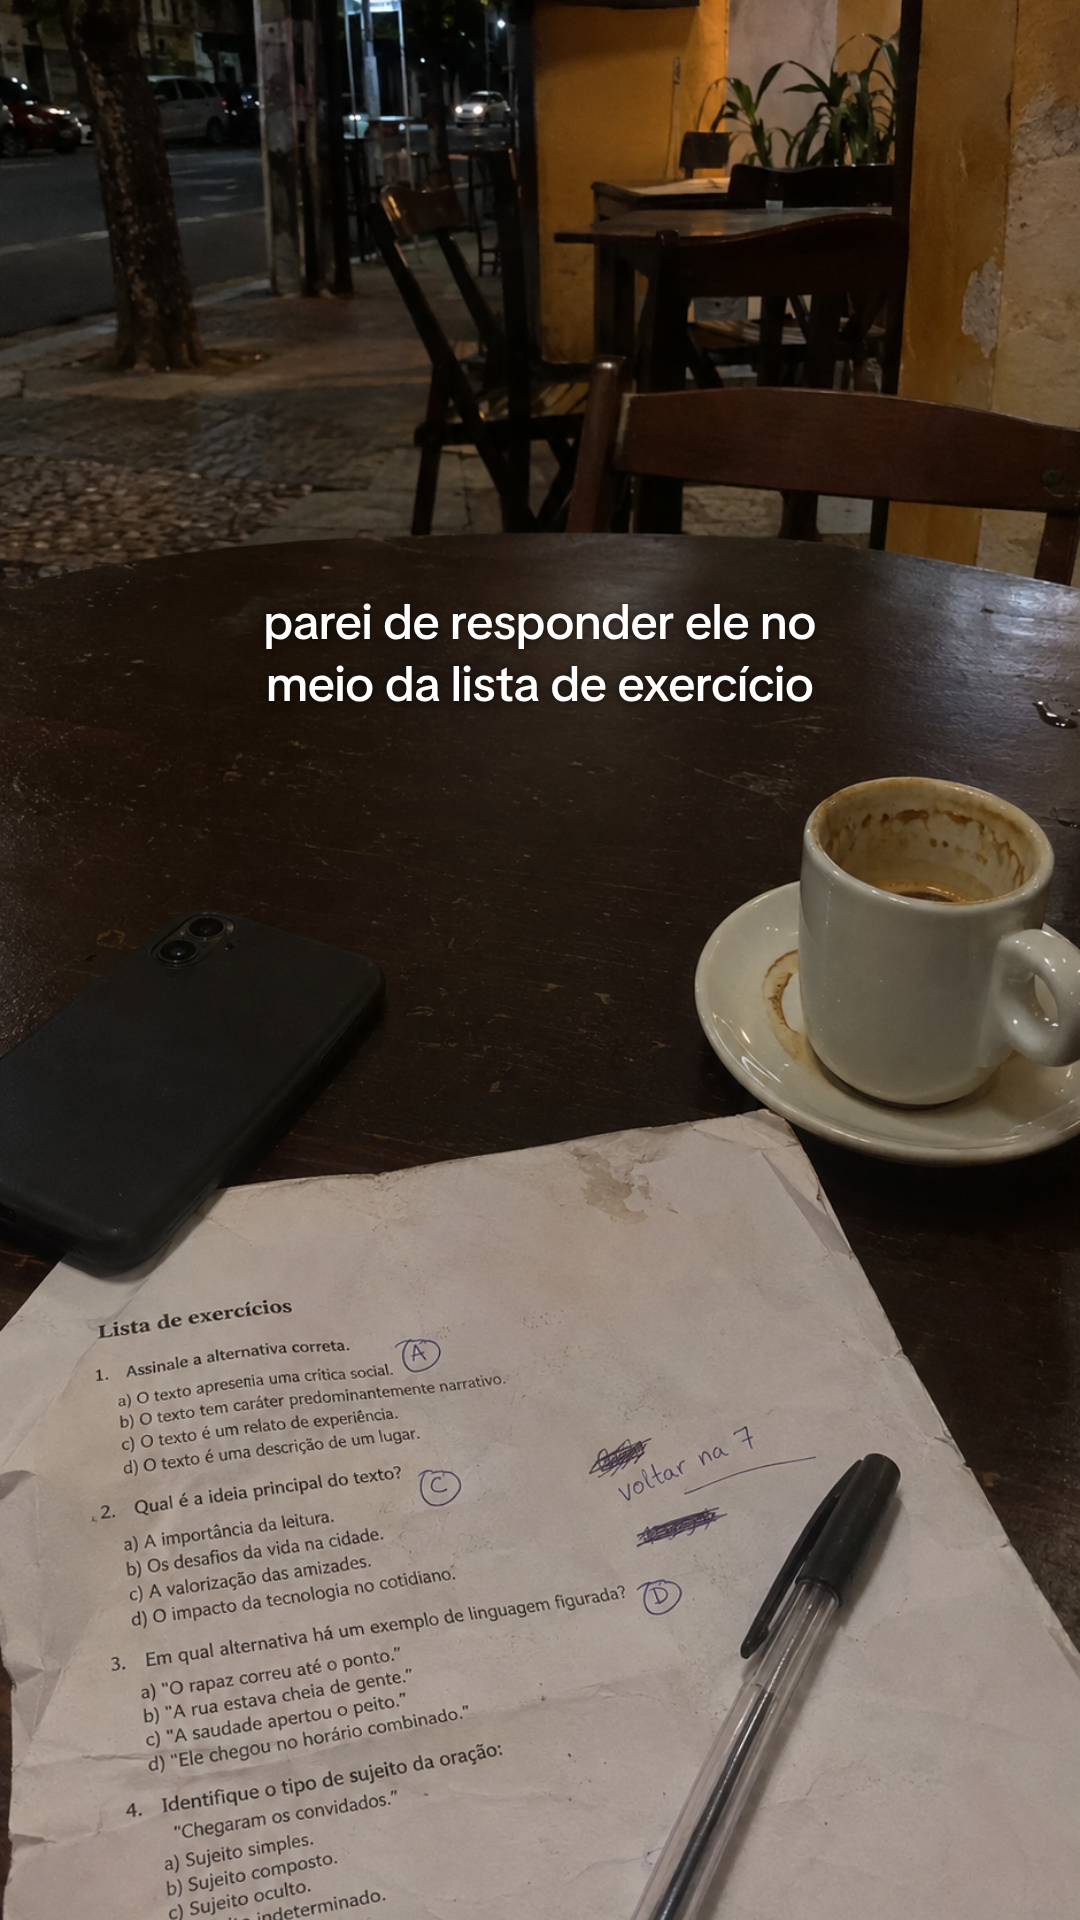 parei de responder ele no
meio da lista de exercício
Lista de exercícios
1. Assinale a alternativa correta.
A
a) O texto apresenta uma crítica social.
b) O texto tem caráter predominantemente narrativo.
c) O texto é um relato de experiência.
d) O texto é uma descrição de um lugar.
voltar na 7
2. Qual é a ideia principal do texto?
C
a) A importância da leitura.
b) Os desafios da vida na cidade.
c) A valorização das amizades.
d) O impacto da tecnologia no cotidiano.
3. Em qual alternativa há um exemplo de linguagem figurada?
D
a) "O rapaz correu até o ponto."
b) "A rua estava cheia de gente."
c) "A saudade apertou o peito."
d) "Ele chegou no horário combinado."
4. Identifique o tipo de sujeito da oração:
"Chegaram os convidados."
a) Sujeito simples.
b) Sujeito composto.
c) Sujeito oculto.
indeterminado.